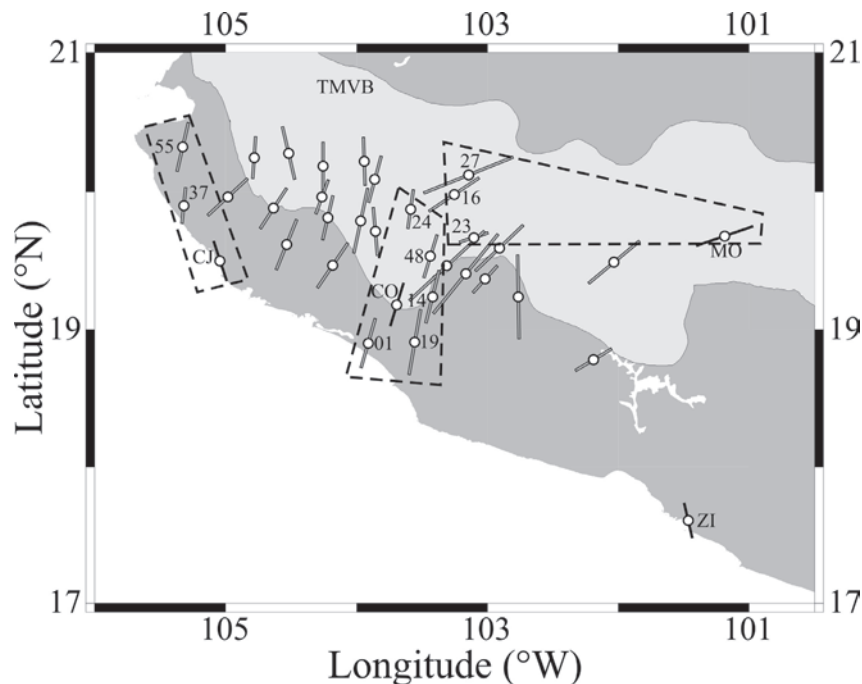 105 103 101
21 21
TMVB
55
27
37 16
24
23
MO
CJ 48
CO 14
19 19
01 19
ZI
17 17
105 103 101
Latitude (°N)
Longitude (°W)